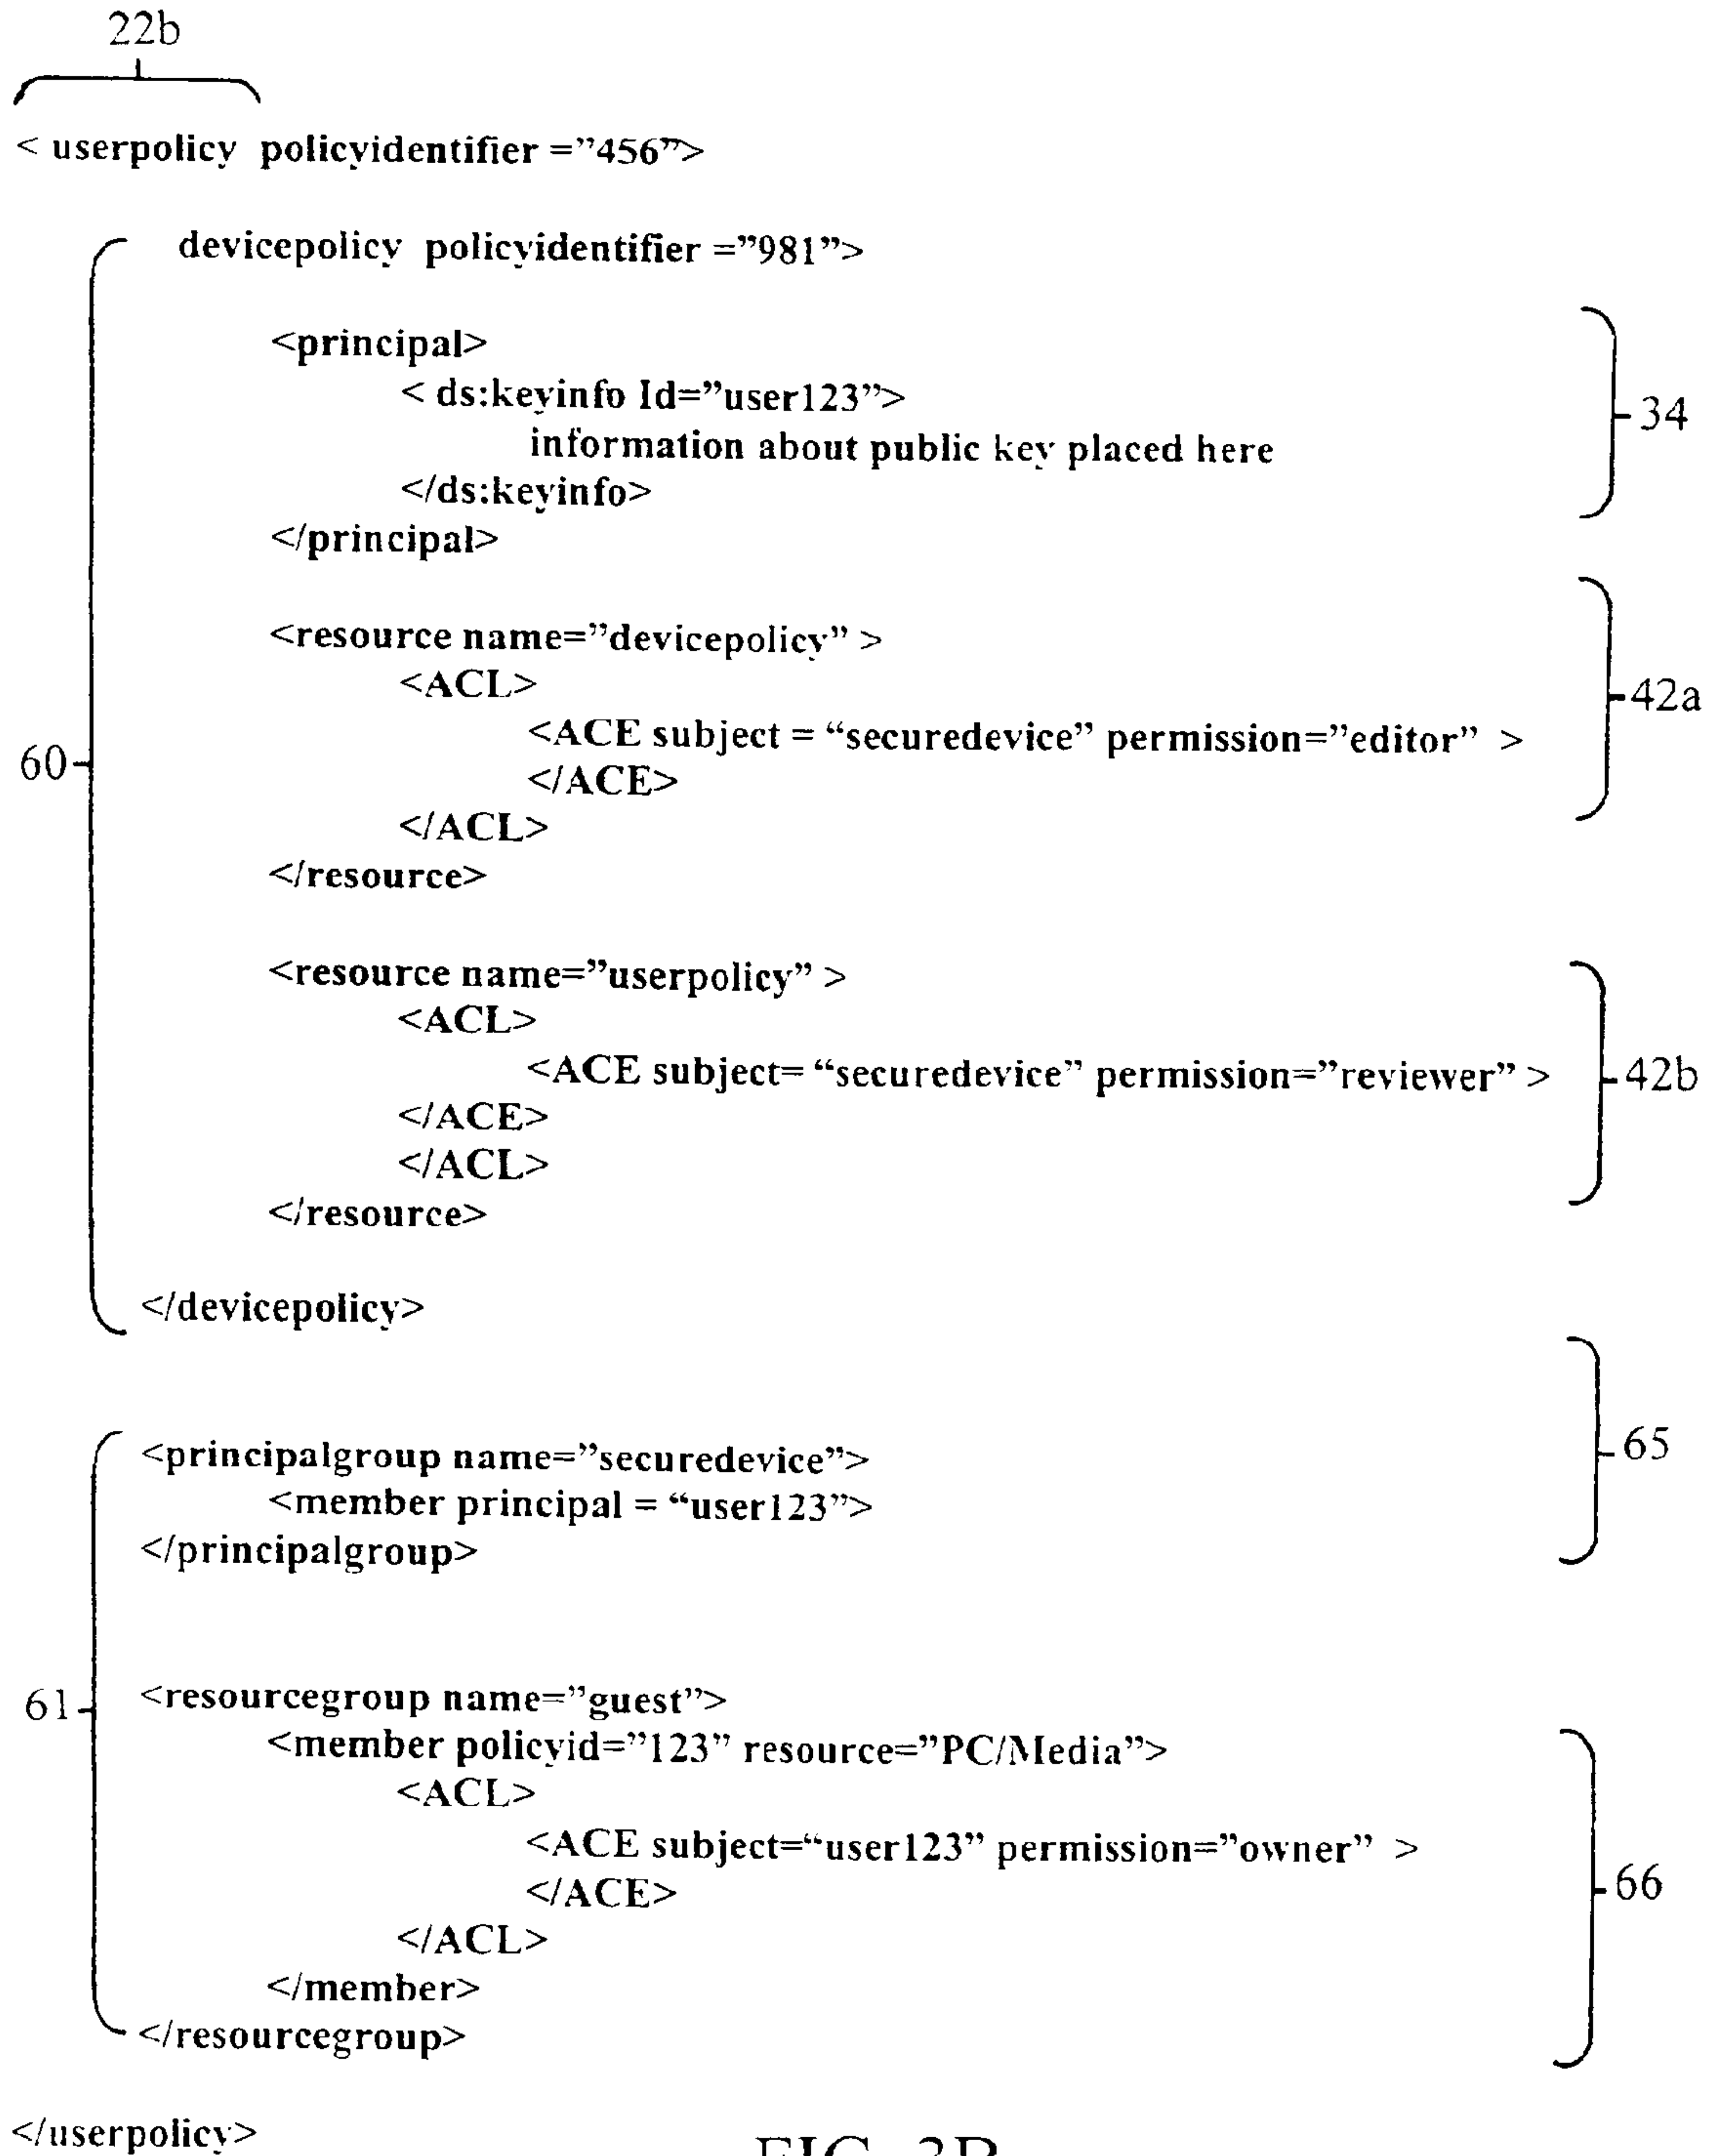 22b
< userpolicy policyidentifier =”456”>
devicepolicy policyidentifier =”981”>
<principal>
< ds:keyinfo Id=”user123”>
34
information about public key placed here
</ds:keyinfo>
</principal>
<resource name=”devicepolicy” >
<ACL>
42a
<ACE subject = “securedevice” permission=”editor” >
60
</ACE>
</ACL>
</resource>
<resource name=”userpolicy” >
<ACL>
<ACE subject= “securedevice” permission=”reviewer” >
42b
</ACE>
</ACL>
</resource>
</devicepolicy>
65
<principalgroup name=”securedevice”>
<member principal = “user123”>
</principalgroup>
61
<resourcegroup name=”guest”>
<member policyid=”123” resource=”PC/Media”>
<ACL>
<ACE subject=“user123” permission=”owner” >
66
</ACE>
</ACL>
</member>
</resourcegroup>
</userpolicy>
FIG. 3B